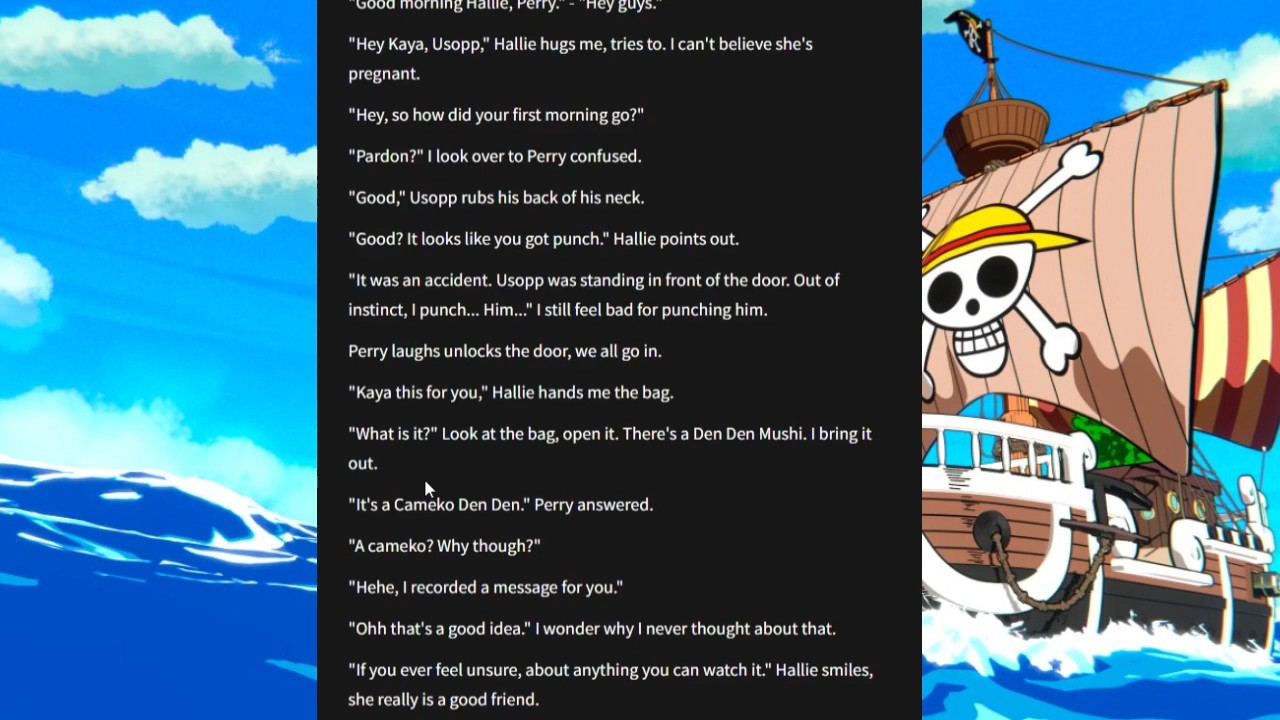 "Good morning Hallie, Perry." - "Hey guys."
"Hey Kaya, Usopp," Hallie hugs me, tries to. I can't believe she's
pregnant.
"Hey, so how did your first morning go?"
"Pardon?" I look over to Perry confused.
"Good," Usopp rubs his back of his neck.
"Good? It looks like you got punch." Hallie points out.
"It was an accident. Usopp was standing in front of the door. Out of
instinct, I punch... Him..." I still feel bad for punching him.
Perry laughs unlocks the door, we all go in.
"Kaya this for you," Hallie hands me the bag.
"What is it?" Look at the bag, open it. There's a Den Den Mushi. I bring it
out.
"It's a Cameko Den Den." Perry answered.
"A cameko? Why though?"
"Hehe, I recorded a message for you."
"Ohh that's a good idea." I wonder why I never thought about that.
"If you ever feel unsure, about anything you can watch it." Hallie smiles,
she really is a good friend.